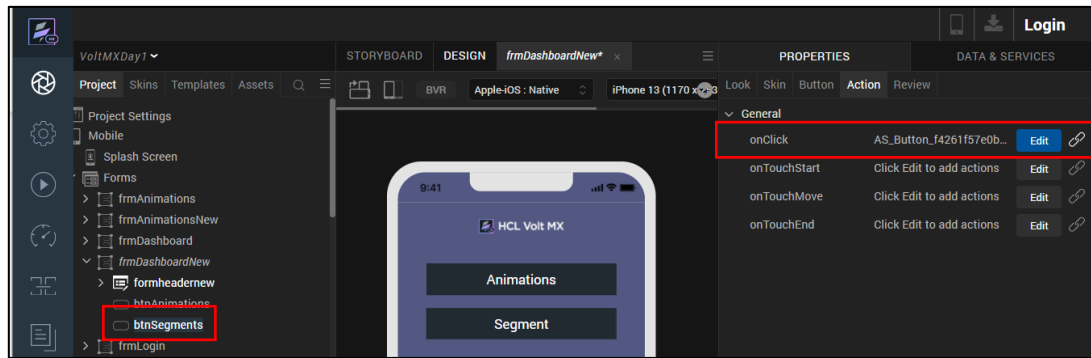 Login
VoltMXDay1
STORYBOARD DESIGN frmDashboardNew* ×
PROPERTIES DATA & SERVICES
Project Skins Templates Assets
BVR Apple-iOS : Native iPhone 13 (1170 x
Look Skin Button Action Review
Project Settings
Mobile
Splash Screen
Forms
frmAnimations
frmAnimationsNew
frmDashboard
frmDashboardNew
formheadernew
btnAnimations
btnSegments
frmLogin
9:41
HCL Volt MX
Animations
Segment
General
onClick AS_Button_f4261f57e0b... Edit
onTouchStart Click Edit to add actions Edit
onTouchMove Click Edit to add actions Edit
onTouchEnd Click Edit to add actions Edit